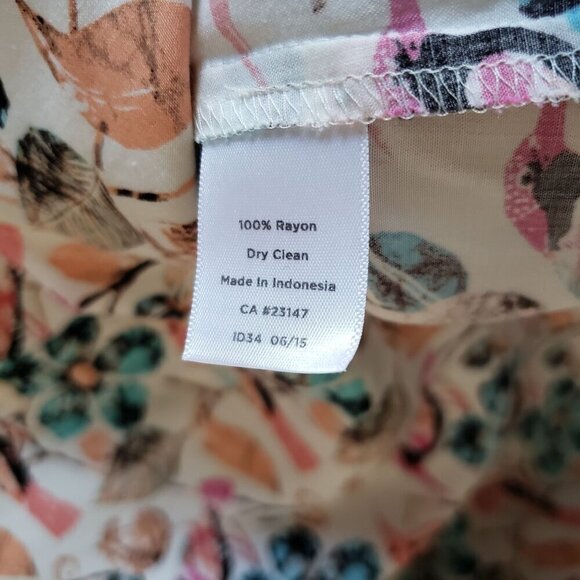 100% Rayon
Dry Clean
Made In Indonesia
CA #23147
ID34 06/15